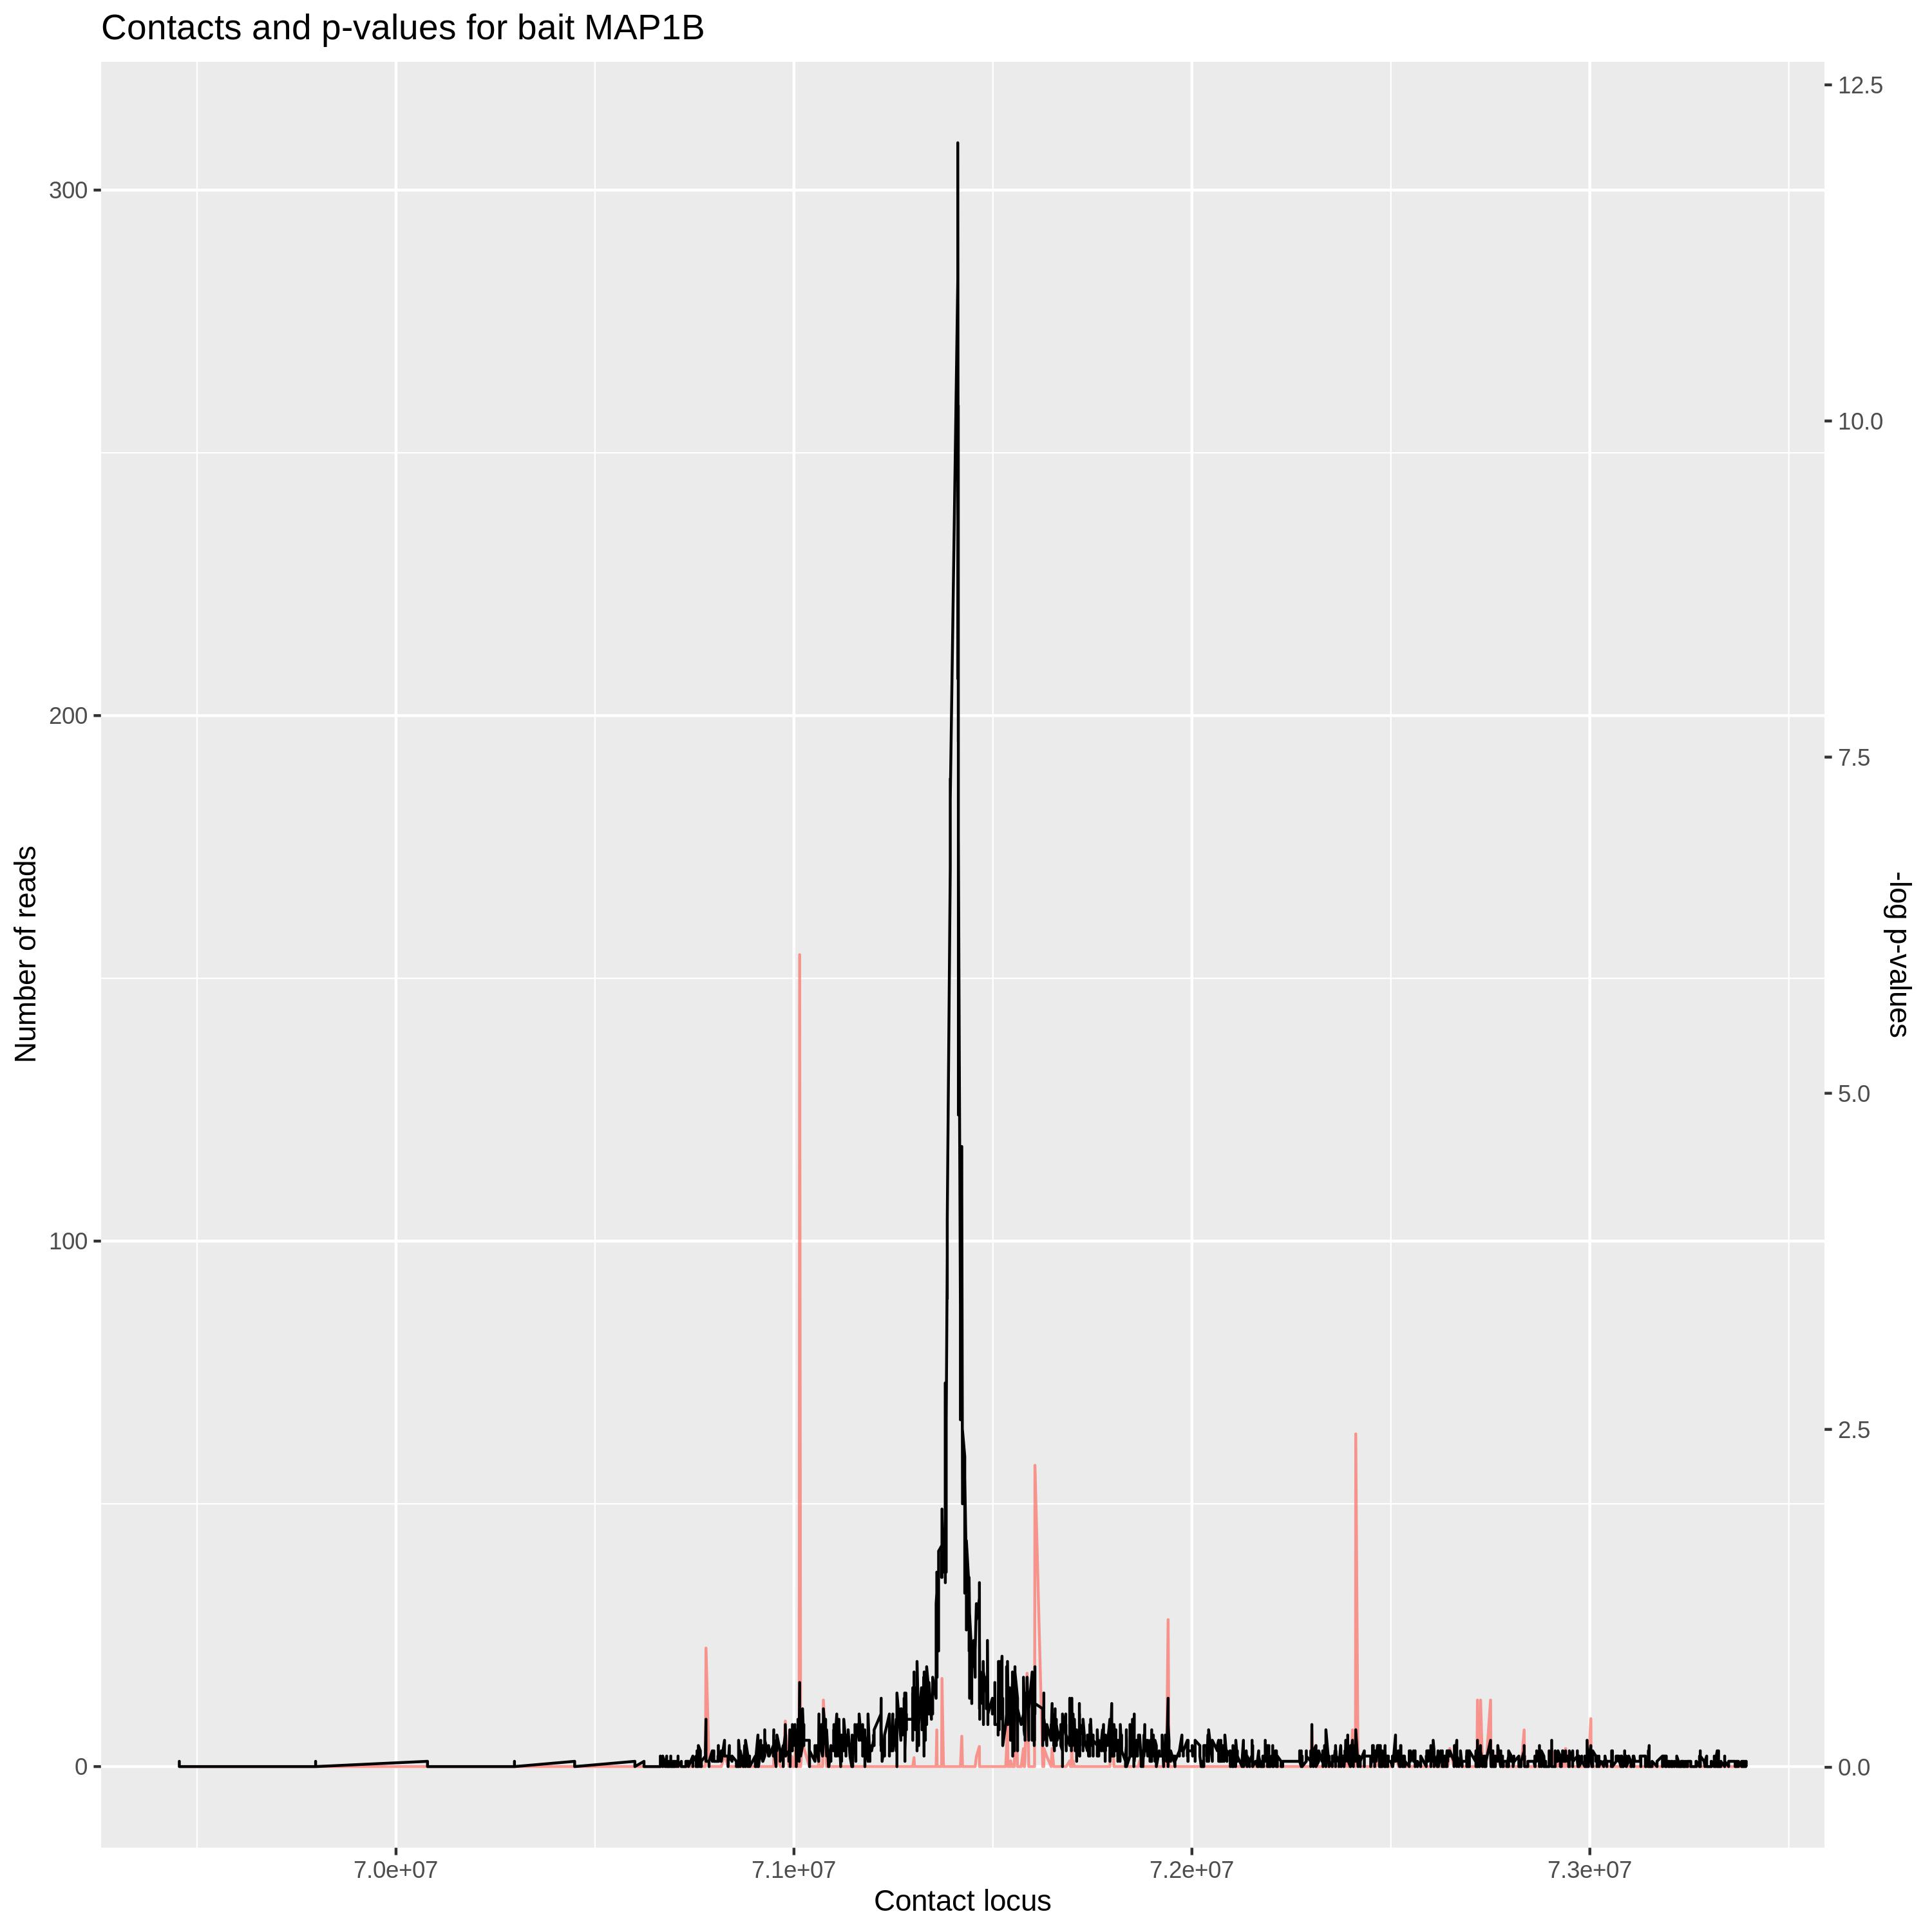 Contacts and p-values for bait MAP1B
12.5
300
10.0
200
7.5
Number of reads
-log p-values
5.0
100
2.5
0
0.0
7.0e+07
7.1e+07
7.2e+07
7.3e+07
Contact locus